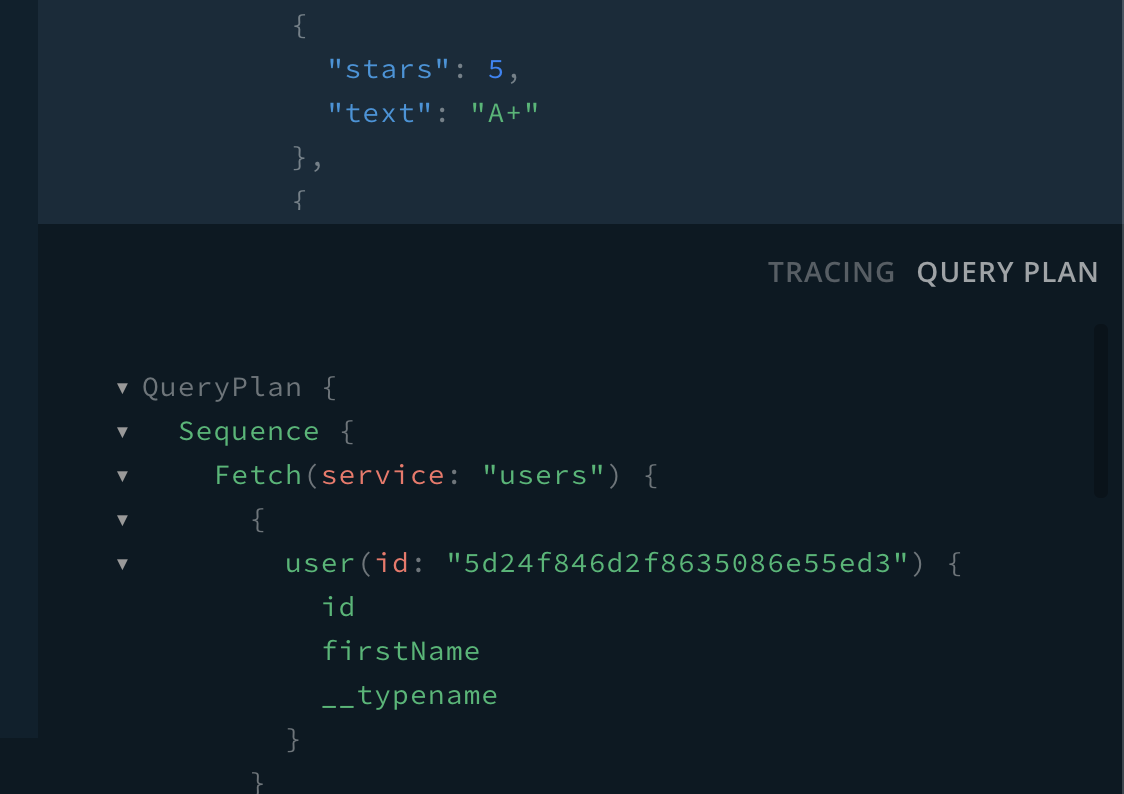 {
"stars": 5,
"text": "A+"
},
{
TRACING QUERY PLAN
▼ QueryPlan {
▼ Sequence {
▼ Fetch(service: "users") {
▼ {
▼ user(id: "5d24f846d2f8635086e55ed3") {
id
firstName
__typename
}
}